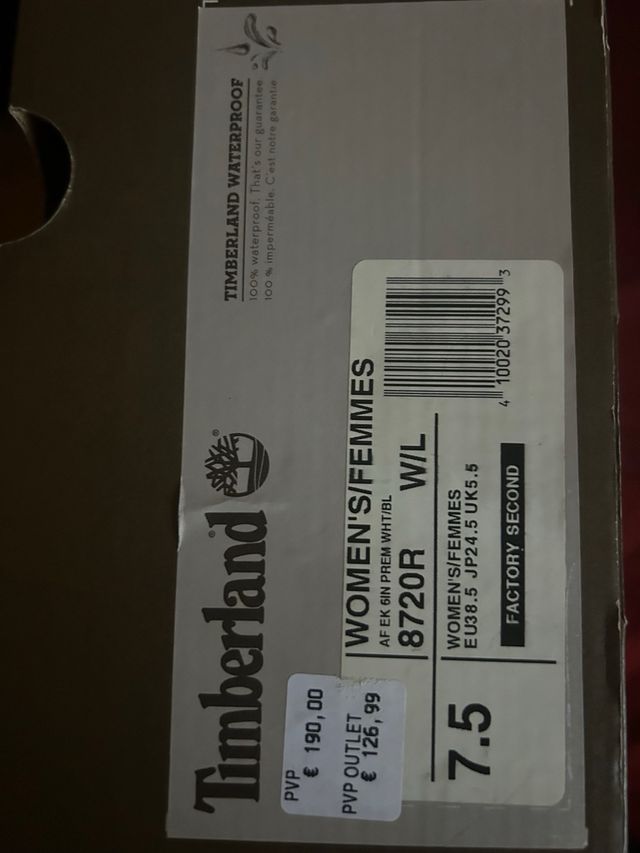 Timberland
®
TIMBERLAND WATERPROOF
100% waterproof. That's our guarantee.
100 % imperméable. C'est notre garantie.
PVP
€ 190,00
PVP OUTLET
€ 126,99
WOMEN'S/FEMMES
AF EK 6IN PREM WHT/BL
8720R W/L
7.5
WOMEN'S/FEMMES
EU38.5 JP24.5 UK5.5
FACTORY SECOND
4 10020 37299 3